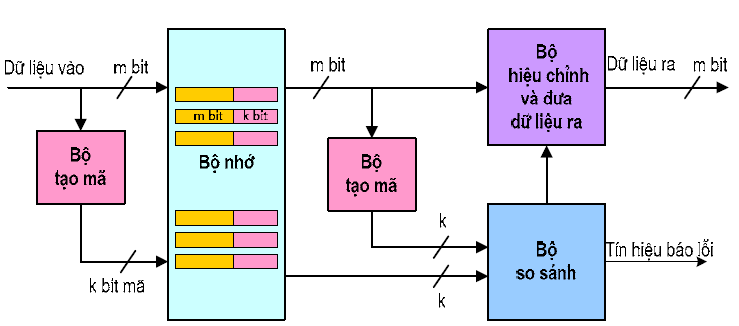 Dữ liệu vào
m bit
m bit
Bộ
hiệu chỉnh
và đưa
dữ liệu ra
Dữ liệu ra
m bit
m bit
k bit
Bộ
tạo mã
Bộ nhớ
Bộ
tạo mã
k
k bit mã
k
Bộ
so sánh
Tín hiệu báo lỗi